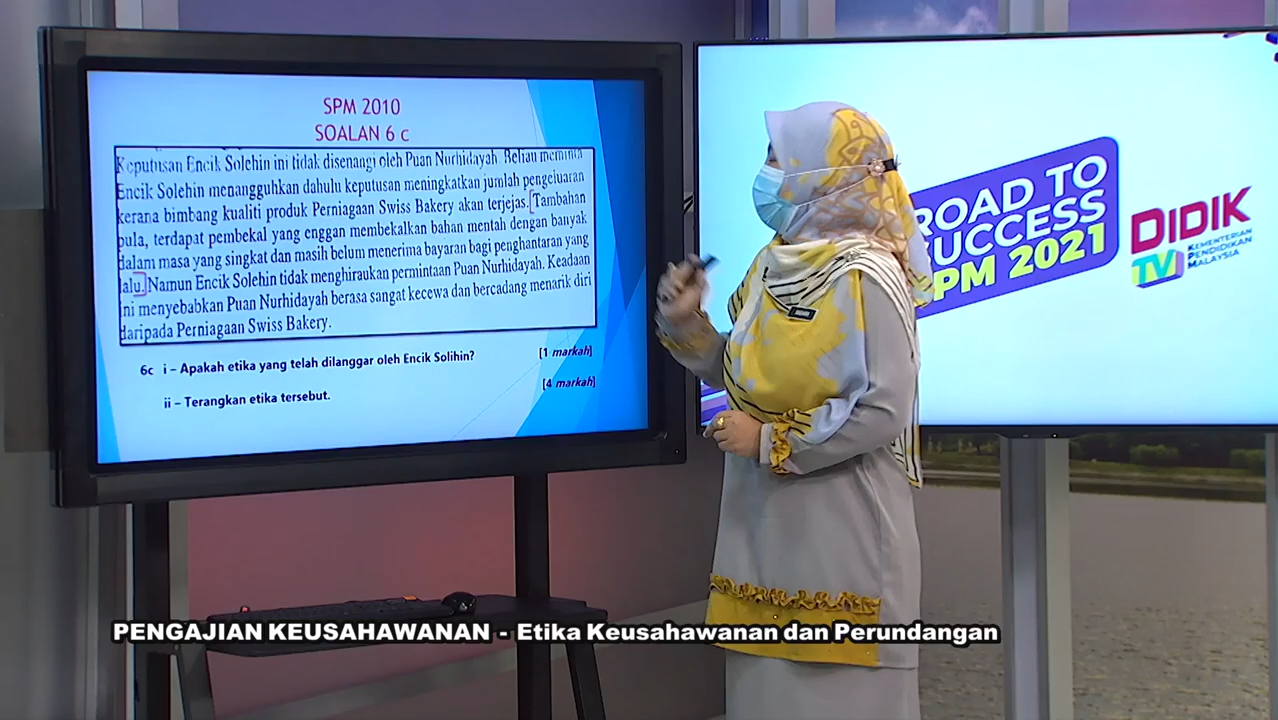 SPM 2010
SOALAN 6 c
Keputusan Encik Solehin ini tidak disenangi oleh Puan Nurhidayah. Beliau meminta
Encik Solehin menangguhkan dahulu keputusan meningkatkan jumlah pengeluaran
kerana bimbang kualiti produk Perniagaan Swiss Bakery akan terjejas. Tambahan
pula, terdapat pembekal yang enggan membekalkan bahan mentah dengan banyak
dalam masa yang singkat dan masih belum menerima bayaran bagi penghantaran yang
lalu. Namun Encik Solehin tidak menghiraukan permintaan Puan Nurhidayah. Keadaan
ini menyebabkan Puan Nurhidayah berasa sangat kecewa dan bercadang menarik diri
daripada Perniagaan Swiss Bakery.
6c i – Apakah etika yang telah dilanggar oleh Encik Solihin? [1 markah]
ii – Terangkan etika tersebut. [4 markah]
ROAD TO
SUCCESS
SPM 2021
DIDIK
TV
KEMENTERIAN
PENDIDIKAN
MALAYSIA
PENGAJIAN KEUSAHAWANAN - Etika Keusahawanan dan Perundangan